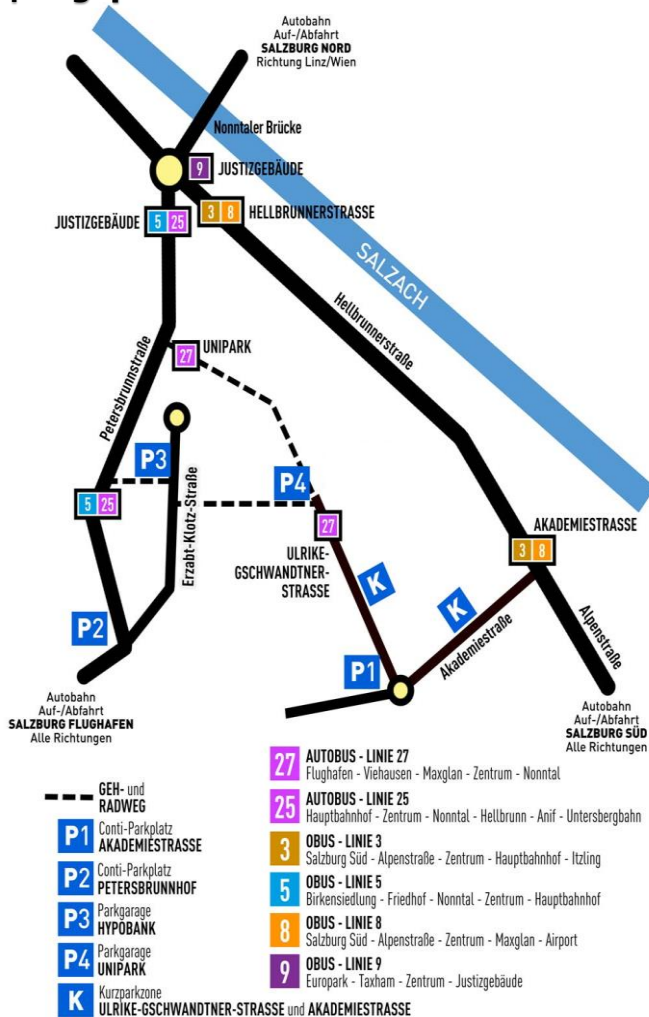 Autobahn
Auf-/Abfahrt
SALZBURG NORD
Richtung Linz/Wien
Nonntaler Brücke
9 JUSTIZGEBÄUDE
JUSTIZGEBÄUDE 5 25
3 8 HELLBRUNNERSTRASSE
SALZACH
Hellbrunnerstraße
27 UNIPARK
Petersbrunnstraße
P3
P4
5 25
Erzabt-Klotz-Straße
27
ULRIKE-
GSCHWANDTNER-
STRASSE
AKADEMIESTRASSE
3 8
K
K
Akademiestraße
Alpenstraße
P2
P1
Autobahn
Auf-/Abfahrt
SALZBURG FLUGHAFEN
Alle Richtungen
Autobahn
Auf-/Abfahrt
SALZBURG SÜD
Alle Richtungen
GEH- und
RADWEG
P1 Conti-Parkplatz
AKADEMIESTRASSE
P2 Conti-Parkplatz
PETERSBRUNNHOF
P3 Parkgarage
HYPOBANK
P4 Parkgarage
UNIPARK
K Kurzparkzone
ULRIKE-GSCHWANDTNER-STRASSE und AKADEMIESTRASSE
27 AUTOBUS - LINIE 27
Flughafen - Viehausen - Maxglan - Zentrum - Nonntal
25 AUTOBUS - LINIE 25
Hauptbahnhof - Zentrum - Nonntal - Hellbrunn - Anif - Untersbergbahn
3 OBUS - LINIE 3
Salzburg Süd - Alpenstraße - Zentrum - Hauptbahnhof - Itzling
5 OBUS - LINIE 5
Birkensiedlung - Friedhof - Nonntal - Zentrum - Hauptbahnhof
8 OBUS - LINIE 8
Salzburg Süd - Alpenstraße - Zentrum - Maxglan - Airport
9 OBUS - LINIE 9
Europark - Taxham - Zentrum - Justizgebäude